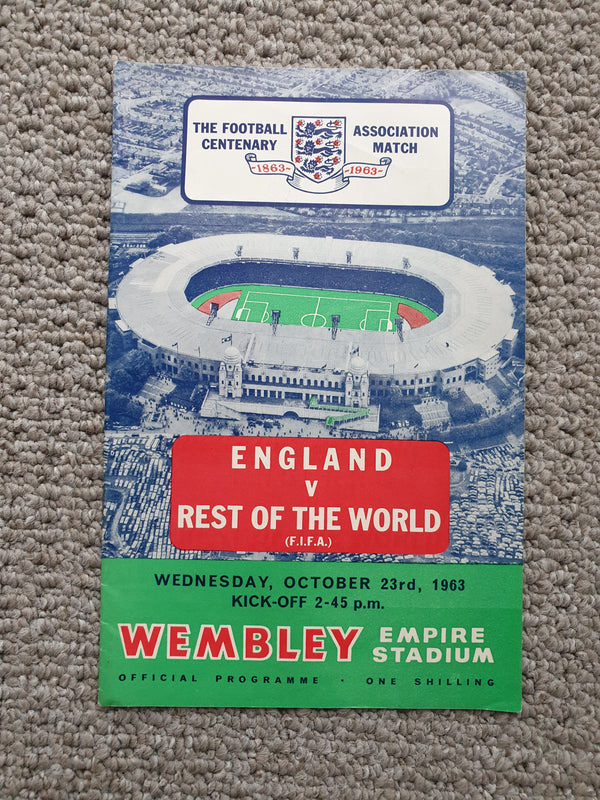 THE FOOTBALL ASSOCIATION
CENTENARY MATCH
1863 1963
ENGLAND
V
REST OF THE WORLD
(F.I.F.A.)
WEDNESDAY, OCTOBER 23rd, 1963
KICK-OFF 2-45 p.m.
WEMBLEY EMPIRE STADIUM
OFFICIAL PROGRAMME · ONE SHILLING